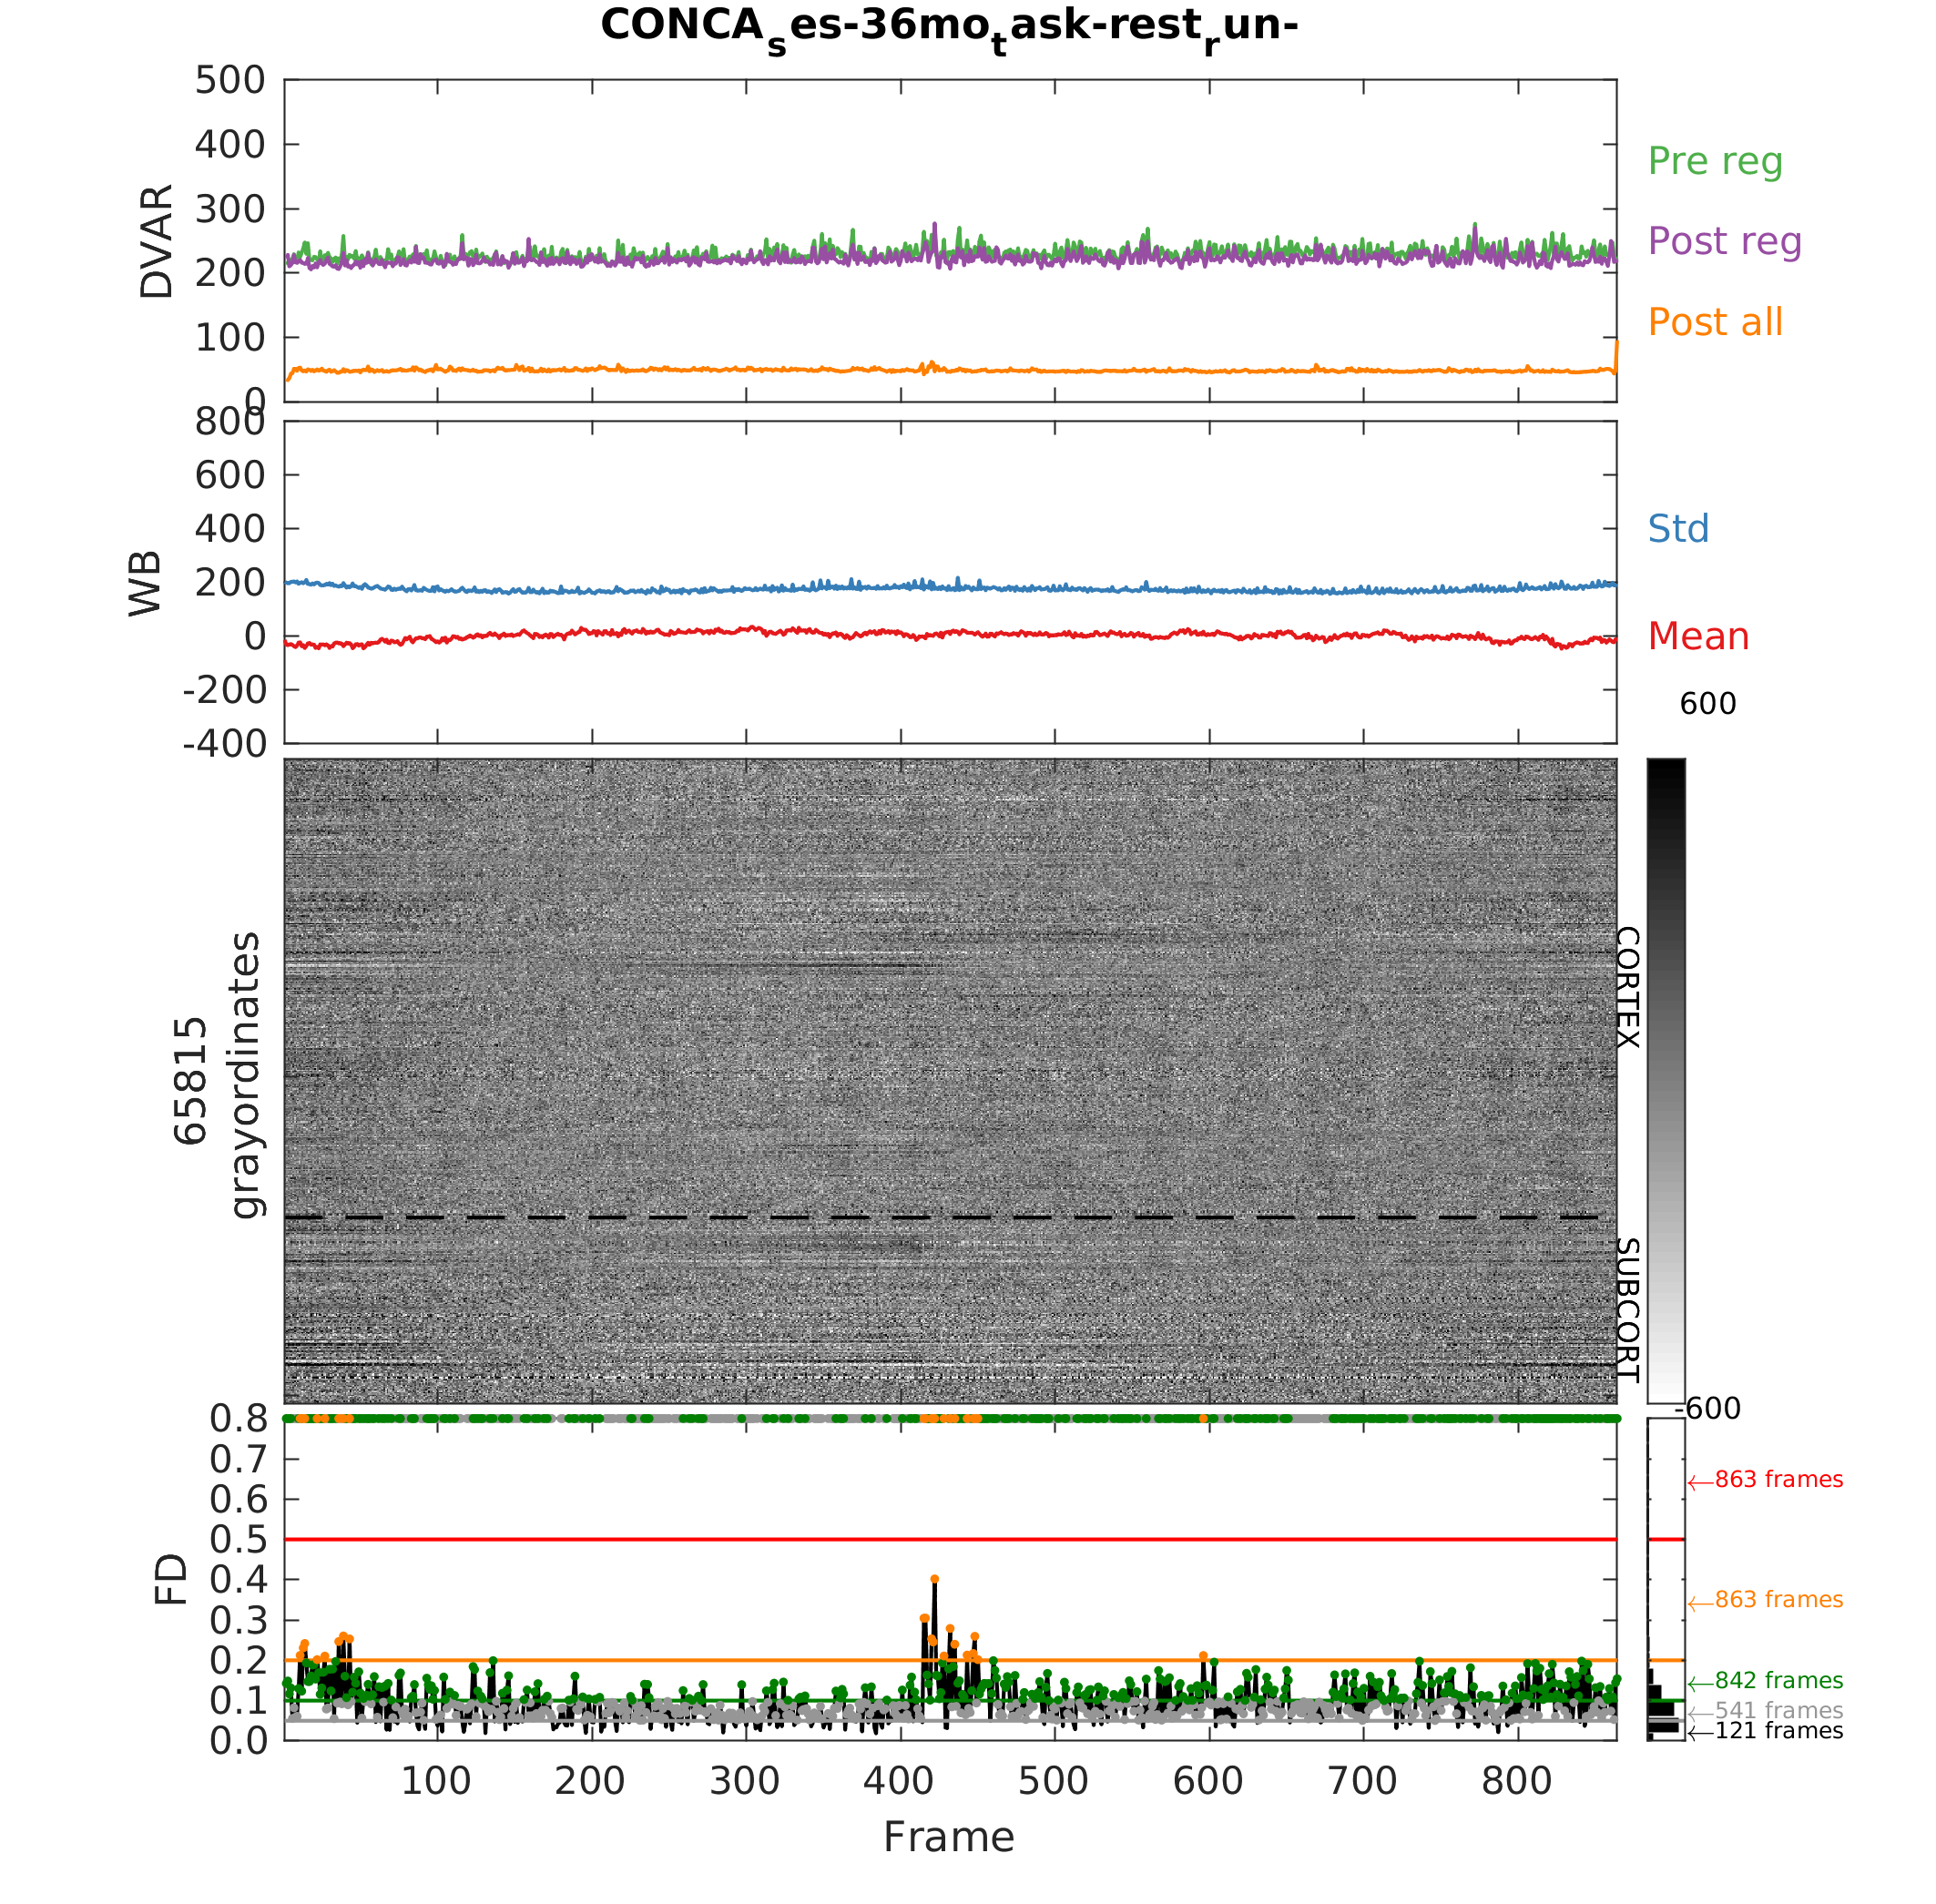 CONCAses-36motask-restrun-
500
400
300
200
100
0
DVAR
Pre reg
Post reg
Post all
800
600
400
200
0
-200
-400
WB
Std
Mean
600
65815
grayordinates
CORTEX
SUBCORT
-600
0.8
0.7
0.6
0.5
0.4
0.3
0.2
0.1
0.0
FD
←863 frames
←863 frames
←842 frames
←541 frames
←121 frames
100 200 300 400 500 600 700 800
Frame